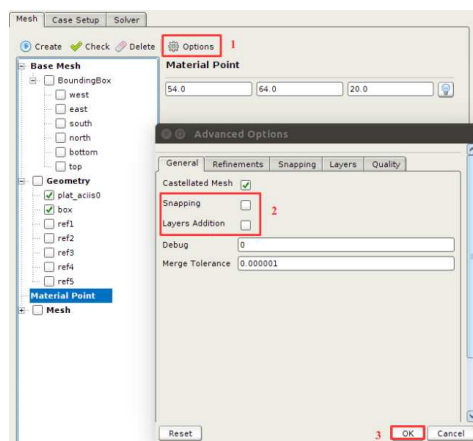 Mesh Case Setup Solver
Create Check Delete Options 1
Base Mesh
BoundingBox
west
east
south
north
bottom
top
Geometry
plat_aciis0
box
ref1
ref2
ref3
ref4
ref5
Material Point
Mesh
Material Point
54.0 64.0 20.0
Advanced Options
General Refinements Snapping Layers Quality
Castellated Mesh
Snapping
2
Layers Addition
Debug 0
Merge Tolerance 0.000001
Reset 3 OK Cancel